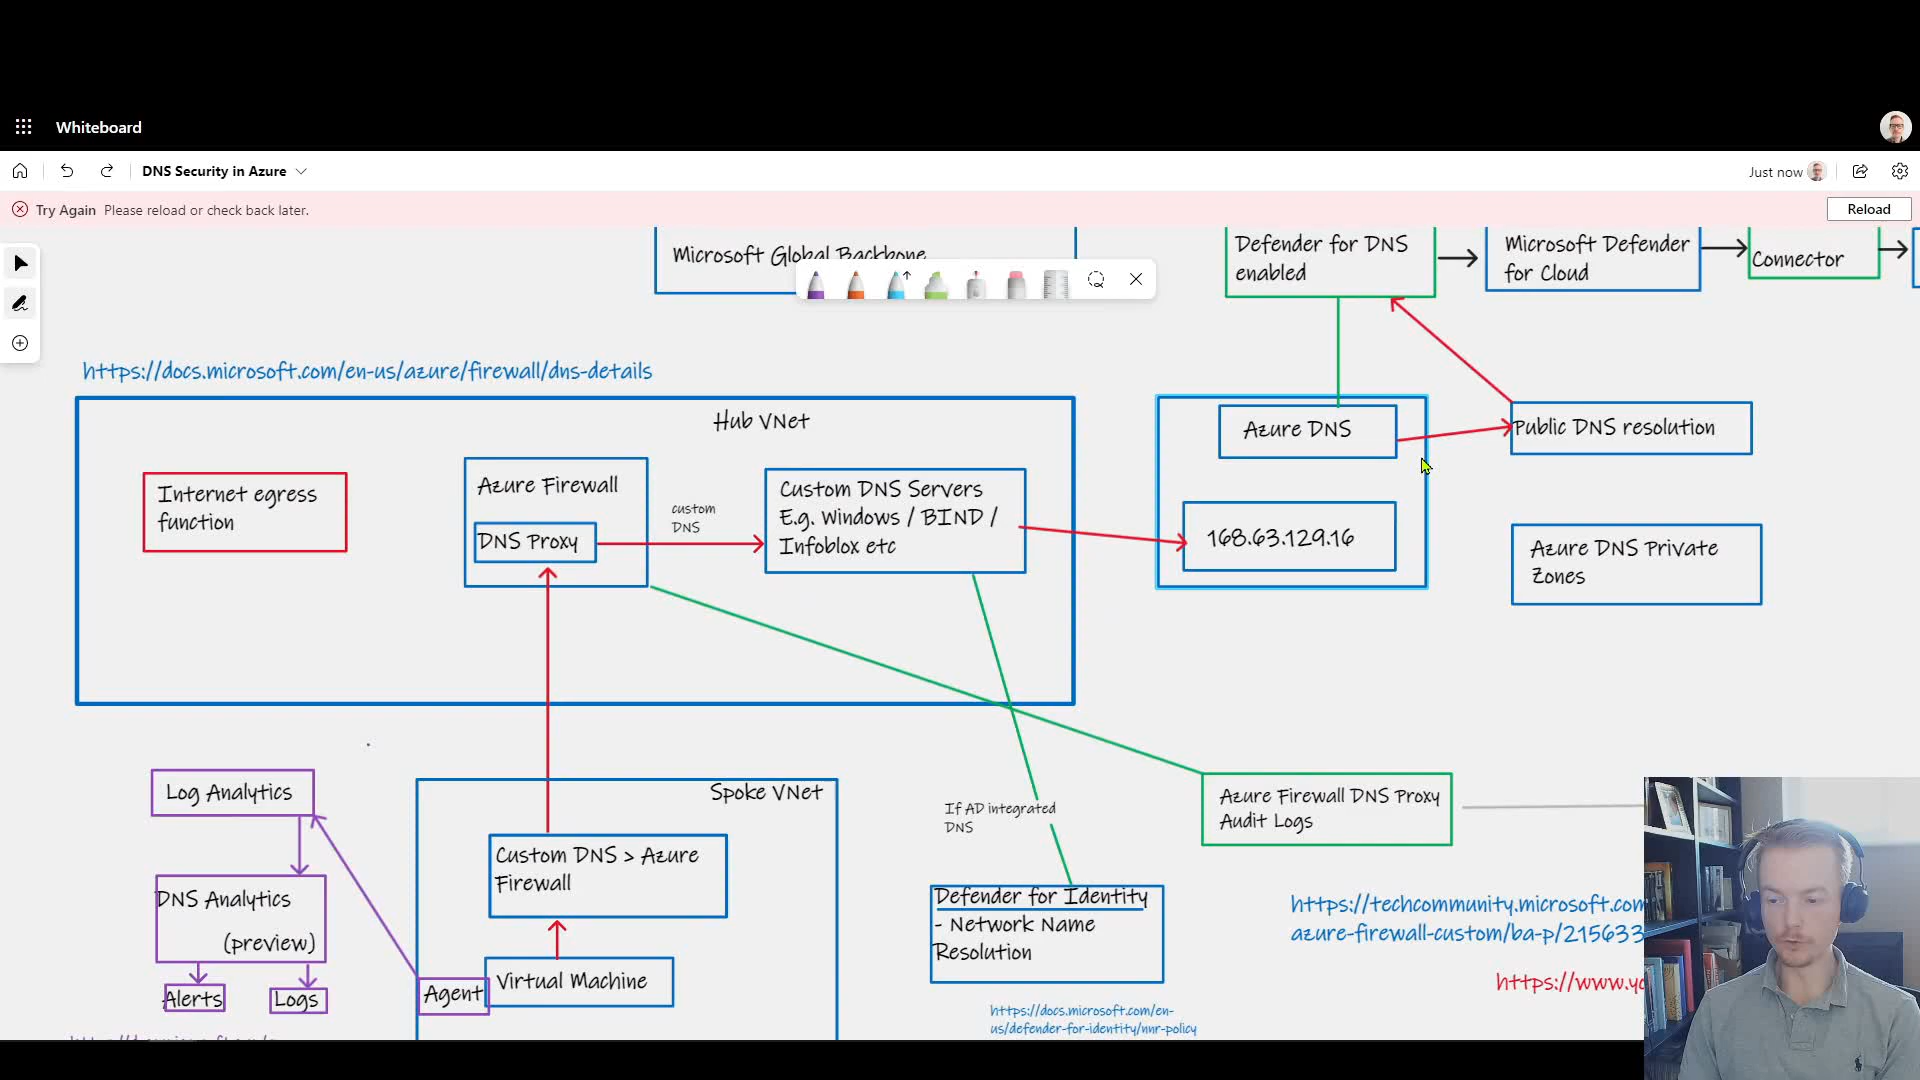 Whiteboard
DNS Security in Azure
Just now
Try Again Please reload or check back later.
Reload
Microsoft Global Backbone
Defender for DNS
enabled
Microsoft Defender
for Cloud
Connector
https://docs.microsoft.com/en-us/azure/firewall/dns-details
Hub VNet
Internet egress
function
Azure Firewall
DNS Proxy
custom
DNS
Custom DNS Servers
E.g. Windows / BIND /
Infoblox etc
Azure DNS
168.63.129.16
Public DNS resolution
Azure DNS Private
Zones
Log Analytics
DNS Analytics
(preview)
Alerts
Logs
Spoke VNet
Custom DNS > Azure
Firewall
Virtual Machine
Agent
If AD integrated
DNS
Defender for Identity
- Network Name
Resolution
https://docs.microsoft.com/en-
us/defender-for-identity/nnr-policy
Azure Firewall DNS Proxy
Audit Logs
https://techcommunity.microsoft.com
azure-firewall-custom/ba-p/215633
https://www.yo